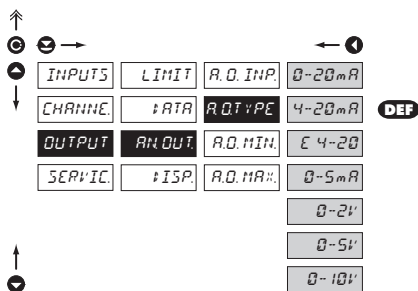 INPUTS LIMIT A.O. INP. 0-20mA
CHANNE. DATA A.O.TYPE 4-20mA DEF
OUTPUT AN.OUT. A.O. MIN. E 4-20
SERVIC. DISP. A.O. MAX. 0-5mA
0-2V
0-5V
0-10V